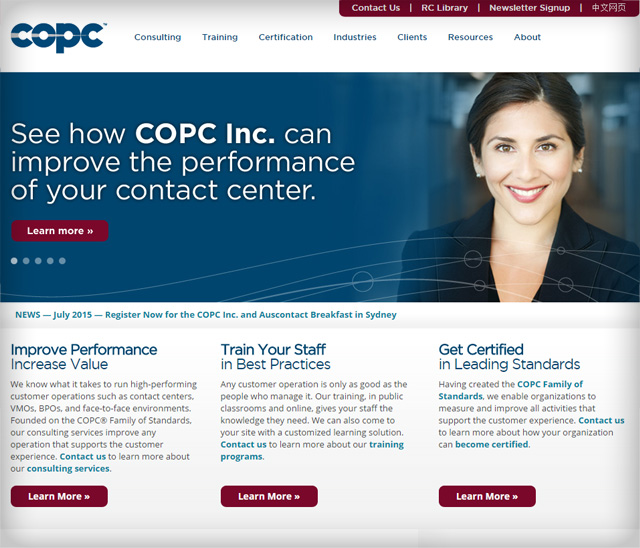 Contact Us | RC Library | Newsletter Signup | 中文网页
copc™
Consulting Training Certification Industries Clients Resources About
See how COPC Inc. can
improve the performance
of your contact center.
Learn more »
NEWS — July 2015 — Register Now for the COPC Inc. and Auscontact Breakfast in Sydney
Improve Performance
Increase Value
We know what it takes to run high-performing
customer operations such as contact centers,
VMOs, BPOs, and face-to-face environments.
Founded on the COPC® Family of Standards,
our consulting services improve any
operation that supports the customer
experience. Contact us to learn more about
our consulting services.
Learn More »
Train Your Staff
in Best Practices
Any customer operation is only as good as the
people who manage it. Our training, in public
classrooms and online, gives your staff the
knowledge they need. We can also come to
your site with a customized learning solution.
Contact us to learn more about our training
programs.
Learn More »
Get Certified
in Leading Standards
Having created the COPC Family of
Standards, we enable organizations to
measure and improve all activities that
support the customer experience. Contact us
to learn more about how your organization
can become certified.
Learn More »